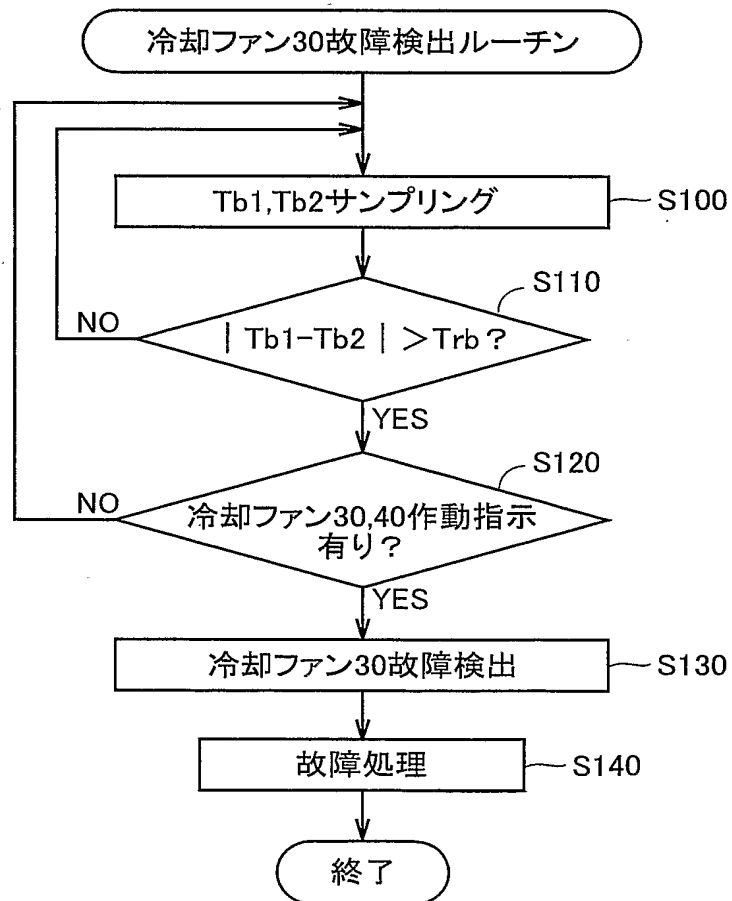 冷却ファン30故障検出ルーチン
Tb1,Tb2サンプリング
S100
S110
NO
|Tb1-Tb2|>Trb?
YES
S120
NO
冷却ファン30,40作動指示
有り?
YES
冷却ファン30故障検出
S130
故障処理
S140
終了